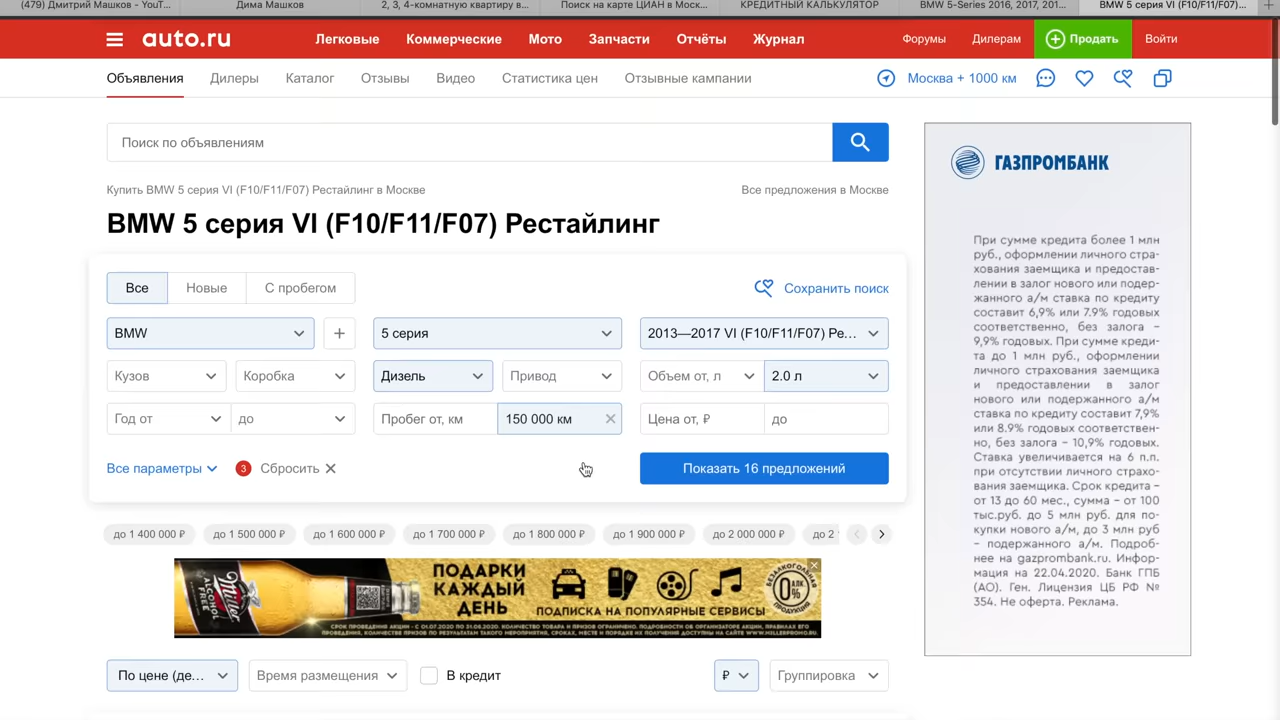 (479) Дмитрий Машков - YouT...
Дима Машков
2, 3, 4-комнатную квартиру в...
Поиск на карте ЦИАН в Моск...
КРЕДИТНЫЙ КАЛЬКУЛЯТОР
BMW 5-Series 2016, 2017, 201...
BMW 5 серия VI (F10/F11/F07)...
auto.ru
Легковые
Коммерческие
Мото
Запчасти
Отчёты
Журнал
Форумы
Дилерам
Продать
Войти
Объявления
Дилеры
Каталог
Отзывы
Видео
Статистика цен
Отзывные кампании
Москва + 1000 км
Поиск по объявлениям
Купить BMW 5 серия VI (F10/F11/F07) Рестайлинг в Москве
Все предложения в Москве
BMW 5 серия VI (F10/F11/F07) Рестайлинг
Все
Новые
С пробегом
Сохранить поиск
BMW
5 серия
2013—2017 VI (F10/F11/F07) Ре...
Кузов
Коробка
Дизель
Привод
Объем от, л
2.0 л
Год от
до
Пробег от, км
150 000 км
Цена от, ₽
до
Все параметры
3
Сбросить
Показать 16 предложений
до 1 400 000 ₽
до 1 500 000 ₽
до 1 600 000 ₽
до 1 700 000 ₽
до 1 800 000 ₽
до 1 900 000 ₽
до 2 000 000 ₽
до 2
ПОДАРКИ
КАЖДЫЙ
ДЕНЬ
ПОДПИСКА НА ПОПУЛЯРНЫЕ СЕРВИСЫ
По цене (де...
Время размещения
В кредит
₽
Группировка
ГАЗПРОМБАНК
При сумме кредита более 1 млн
руб., оформлении личного стра-
хования заемщика и предостав-
лении в залог нового или подер-
жанного а/м ставка по кредиту
составит 6,9% или 7.9% годовых
соответственно, без залога –
9,9% годовых. При сумме креди-
та до 1 млн руб., оформлении
личного страхования заемщика
и предоставлении в залог
нового или подержанного а/м
ставка по кредиту составит 7,9%
или 8.9% годовых соответствен-
но, без залога – 10,9% годовых.
Ставка увеличивается на 6 п.п.
при отсутствии личного страхо-
вания заемщика. Срок кредита –
от 13 до 60 мес., сумма – от 100
тыс.руб. до 5 млн руб. для по-
купки нового а/м, до 3 млн руб
– подержанного а/м. Подроб-
нее на gazprombank.ru. Инфор-
мация на 22.04.2020. Банк ГПБ
(АО). Ген. Лицензия ЦБ РФ №
354. Не оферта. Реклама.